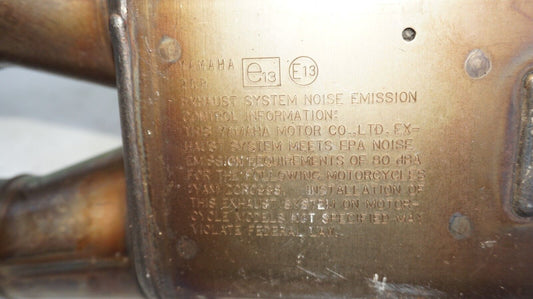 YAMAHA e13 E13
EXHAUST SYSTEM NOISE EMISSION
CONTROL INFORMATION:
THIS YAMAHA MOTOR CO., LTD. EX-
HAUST SYSTEM MEETS EPA NOISE
EMISSION REQUIREMENTS OF 80 dBA
FOR THE FOLLOWING MOTORCYCLES
INSTALLATION OF
THIS EXHAUST SYSTEM ON MOTOR-
CYCLE MODELS NOT SPECIFIED MAY
VIOLATE FEDERAL LAW.